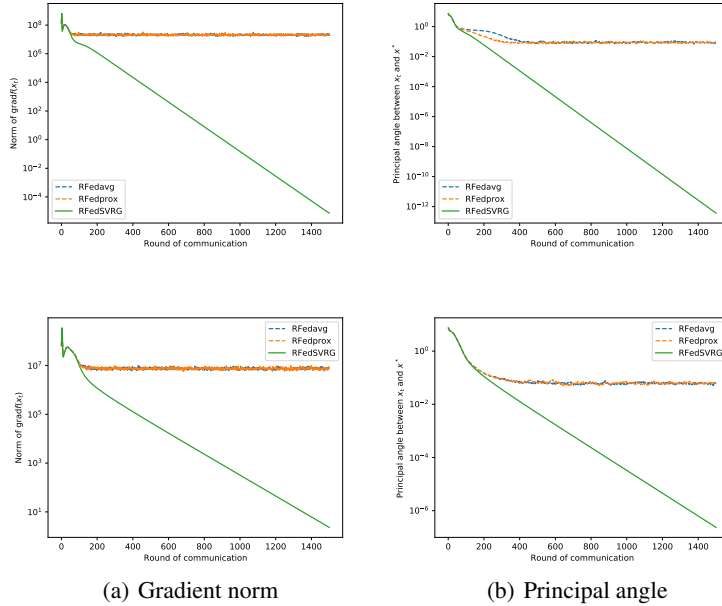 10^8
10^6
10^4
10^2
10^0
10^-2
10^-4
Norm of gradf(x_t)
RFedavg
RFedprox
RFedSVRG
0 200 400 600 800 1000 1200 1400
Round of communication
10^0
10^-2
10^-4
10^-6
10^-8
10^-10
10^-12
Principal angle between x_t and x*
RFedavg
RFedprox
RFedSVRG
0 200 400 600 800 1000 1200 1400
Round of communication
10^7
10^5
10^3
10^1
Norm of gradf(x_t)
RFedavg
RFedprox
RFedSVRG
0 200 400 600 800 1000 1200 1400
Round of communication
10^0
10^-2
10^-4
10^-6
Principal angle between x_t and x*
RFedavg
RFedprox
RFedSVRG
0 200 400 600 800 1000 1200 1400
Round of communication
(a) Gradient norm
(b) Principal angle